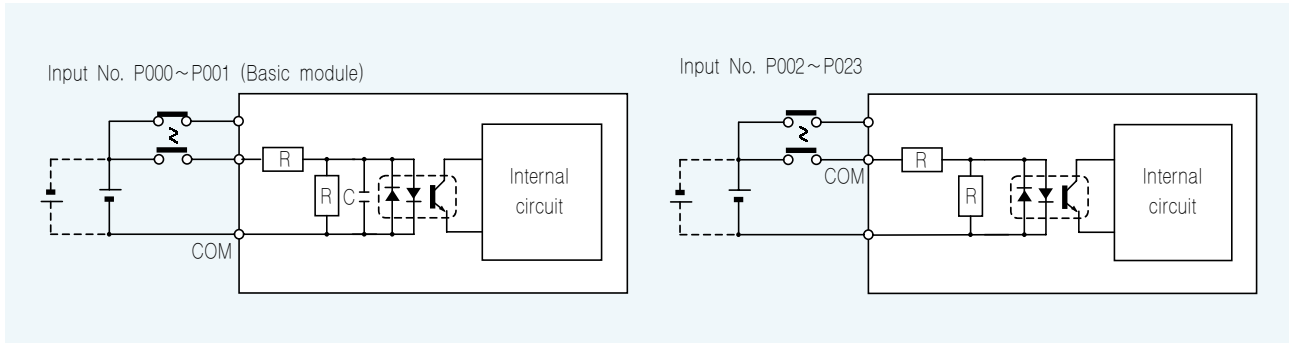 Input No. P000~P001 (Basic module)
R
R
C
Internal
circuit
COM
Input No. P002~P023
COM
R
R
Internal
circuit